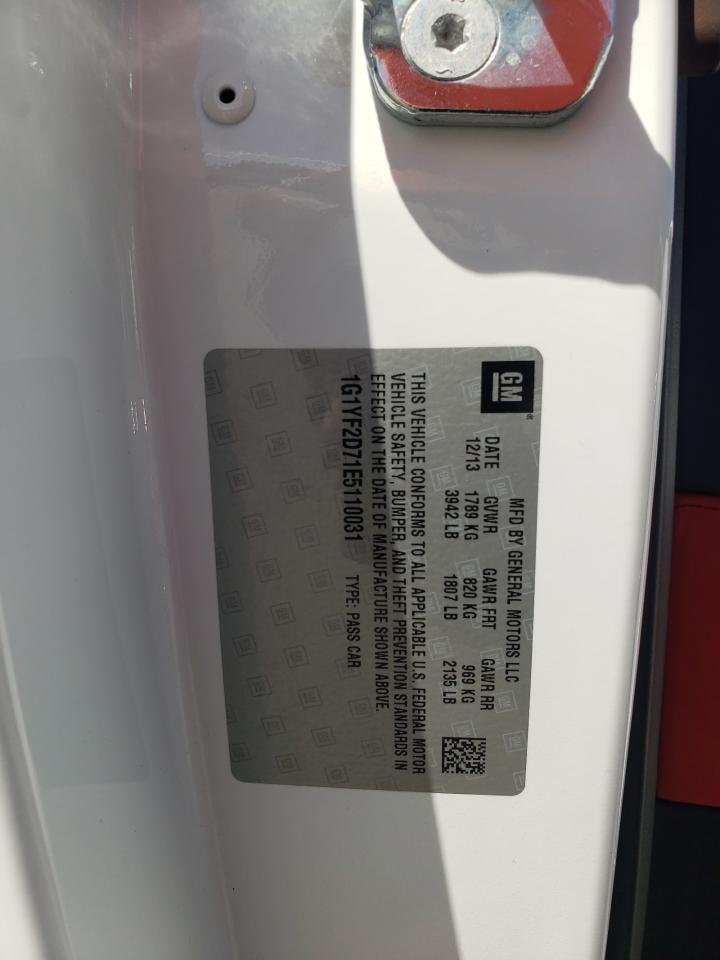 GM
MFD BY GENERAL MOTORS LLC
DATE GVWR GAWR FRT GAWR RR
12/13 1789 KG 820 KG 969 KG
3942 LB 1807 LB 2135 LB
THIS VEHICLE CONFORMS TO ALL APPLICABLE U.S. FEDERAL MOTOR
VEHICLE SAFETY, BUMPER, AND THEFT PREVENTION STANDARDS IN
EFFECT ON THE DATE OF MANUFACTURE SHOWN ABOVE.
1G1YF2D71E5110031 TYPE: PASS CAR